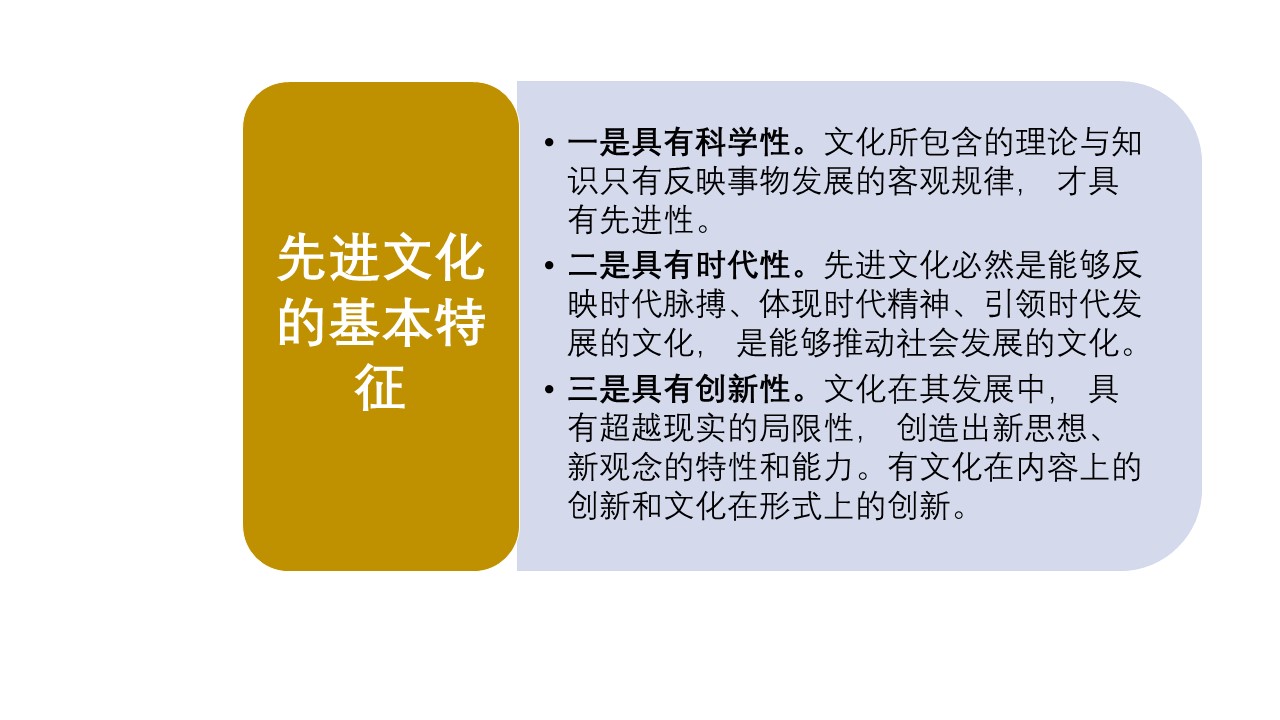 先进文化
的基本特
征
• 一是具有科学性。文化所包含的理论与知
识只有反映事物发展的客观规律， 才具
有先进性。
• 二是具有时代性。先进文化必然是能够反
映时代脉搏、体现时代精神、引领时代发
展的文化， 是能够推动社会发展的文化。
• 三是具有创新性。文化在其发展中， 具
有超越现实的局限性， 创造出新思想、
新观念的特性和能力。有文化在内容上的
创新和文化在形式上的创新。